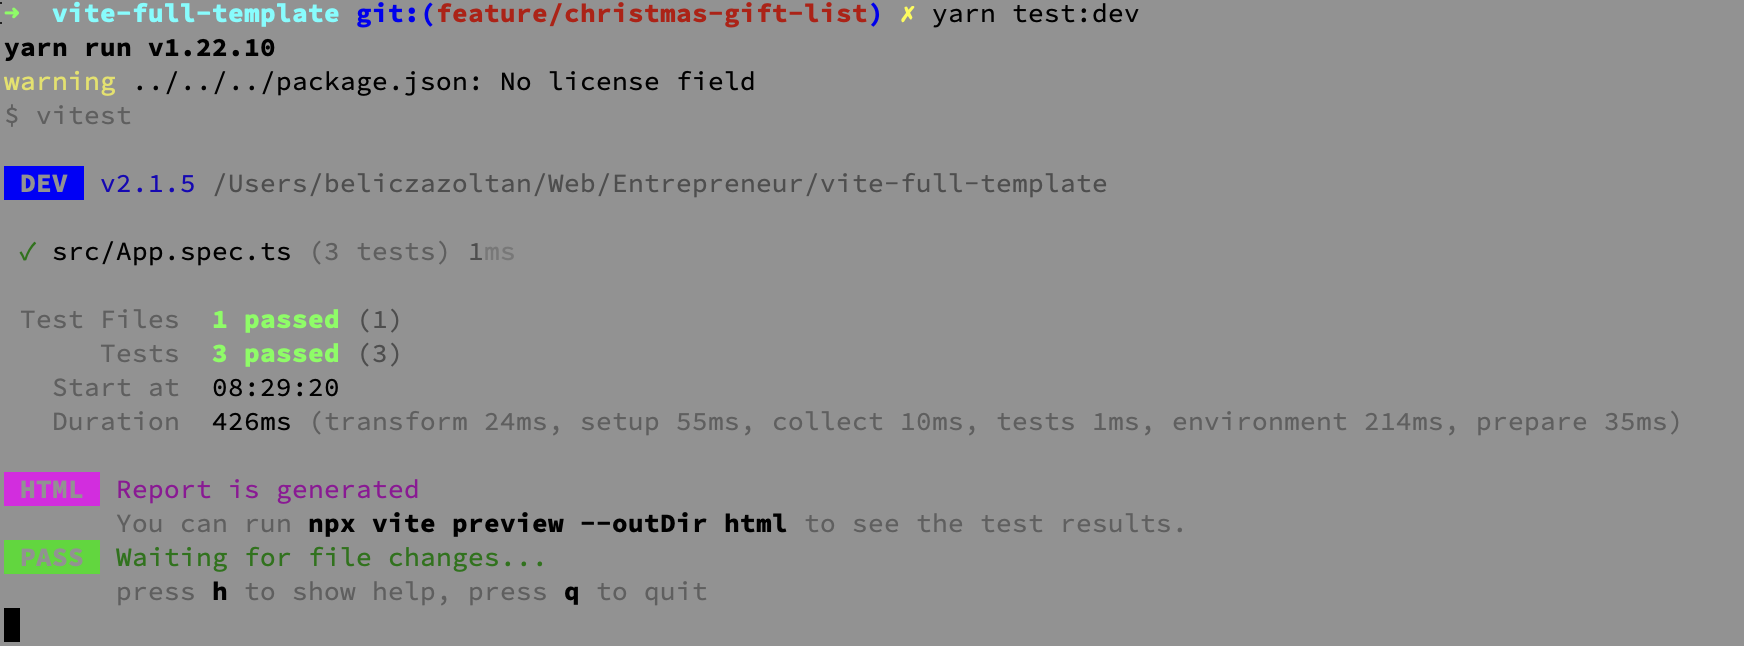 ➜  vite-full-template git:(feature/christmas-gift-list) ✗ yarn test:dev
yarn run v1.22.10
warning ../../../package.json: No license field
$ vitest
DEV v2.1.5 /Users/beliczazoltan/Web/Entrepreneur/vite-full-template
✓ src/App.spec.ts (3 tests) 1ms
Test Files  1 passed (1)
Tests  3 passed (3)
Start at  08:29:20
Duration  426ms (transform 24ms, setup 55ms, collect 10ms, tests 1ms, environment 214ms, prepare 35ms)
HTML Report is generated
You can run npx vite preview --outDir html to see the test results.
PASS Waiting for file changes...
press h to show help, press q to quit